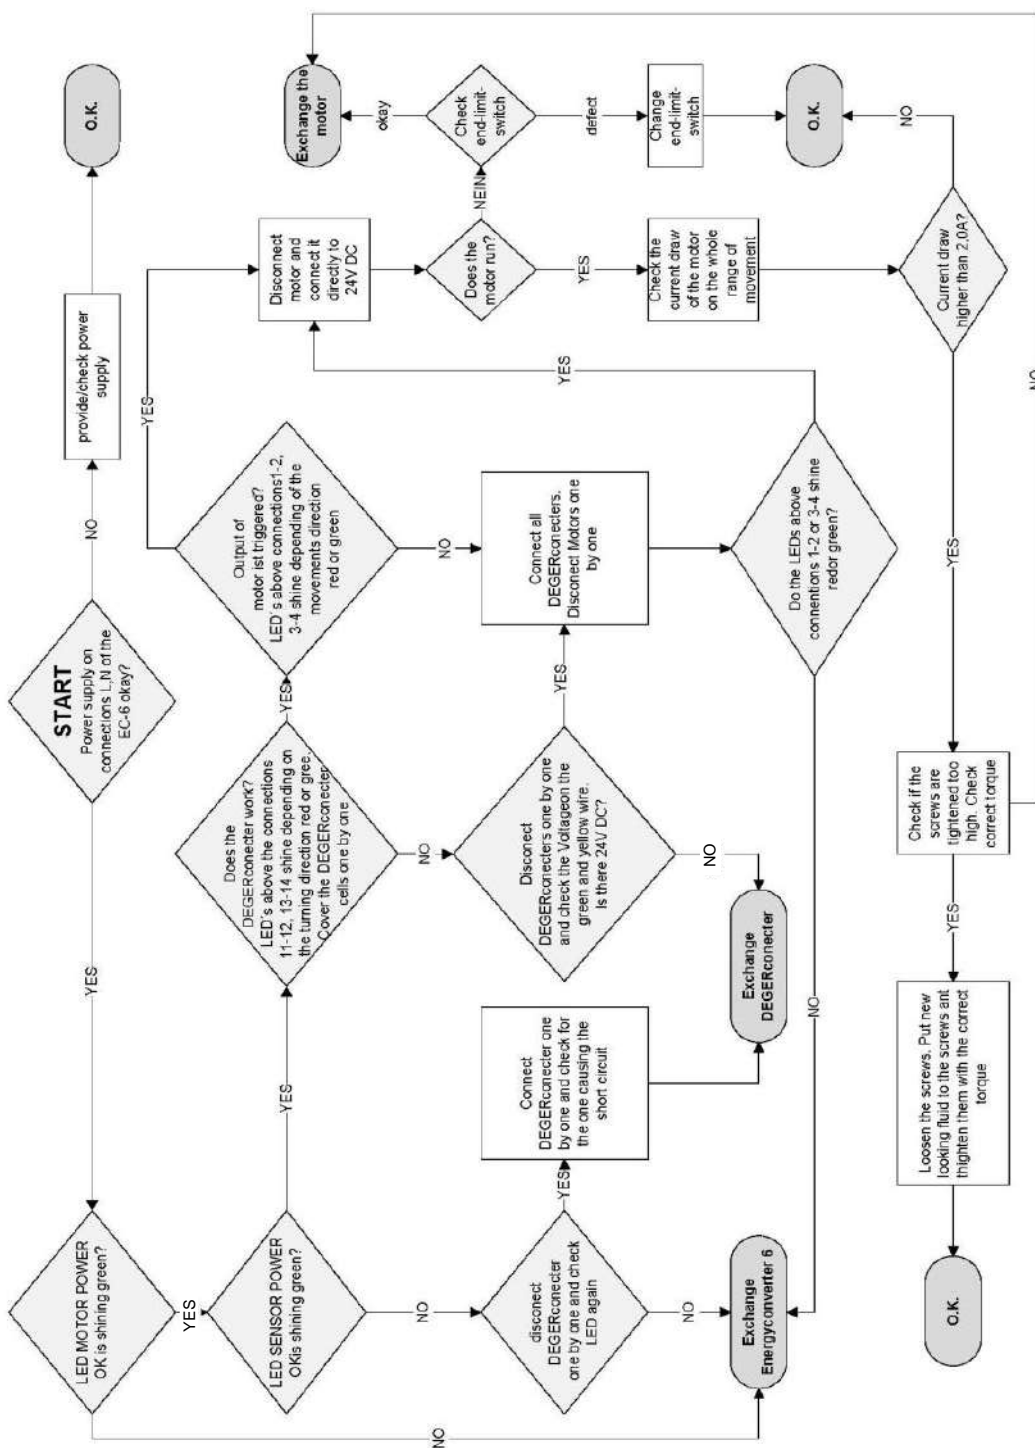 START
Power supply on
connections L,N of the
EC-6 okay?
NO
provide/check power
supply
O.K.
YES
LED MOTOR POWER
OK is shining green?
NO
YES
LED SENSOR POWER
OKis shining green?
YES
NO
Does the
DEGERconecter work?
LED´s above the connections
11-12, 13-14 shine depending on
the turning direction red or gree.
Cover the DEGERconecter
cells one by one
YES
NO
Output of
motor ist triggered?
LED´s above connections1-2,
3-4 shine depending of the
movements direction
red or green
YES
NO
Disconnect
motor and
connect it
directly to
24V DC
Does the
motor run?
NEIN
YES
Check
end-limit-
switch
okay
defect
Exchange the
motor
Change
end-limit-
switch
O.K.
disconect
DEGERconecter
one by one and check
LED again
YES
NO
Connect
DEGERconecter one
by one and check for
the one causing the
short circuit
Disconect
DEGERconecters one by one
and check the Voltageon the
green and yellow wire.
Is there 24V DC?
YES
NO
Connect all
DEGERconecters.
Disconect Motors one
by one
Check the
current draw
of the motor
on the whole
range of
movement
Exchange
Energyconverter 6
Exchange
DEGERconecter
Do the LEDs above
connentions 1-2 or 3-4 shine
redor green?
YES
NO
Current draw
higher than 2,0A?
NO
YES
Check if the
screws are
tightened too
high. Check
correct torque
YES
NO
Loosen the screws. Put new
looking fluid to the screws ant
thighten them with the correct
torque
O.K.